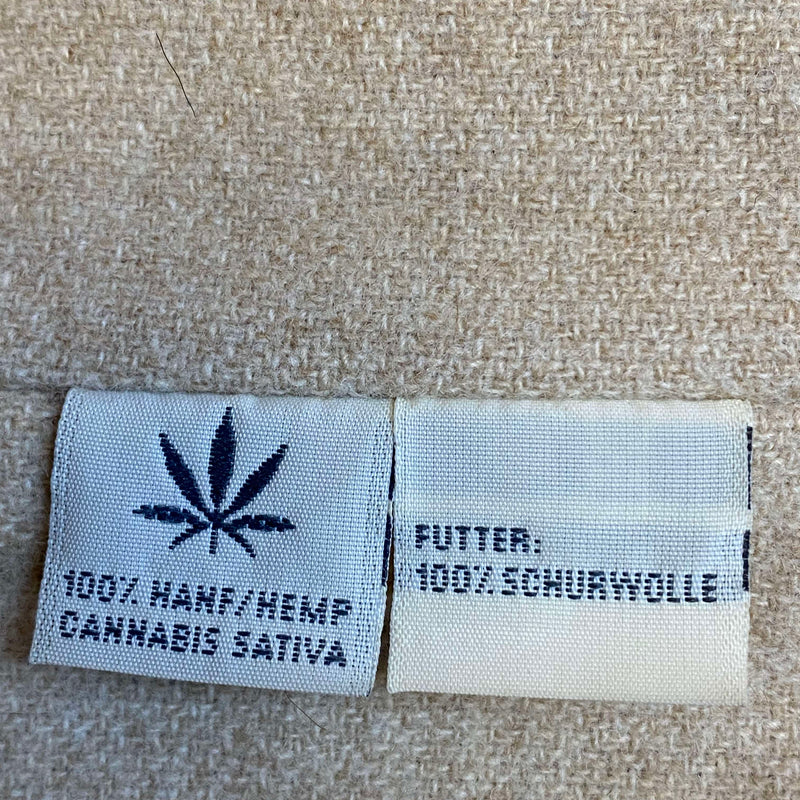 100% HANF/HEMP
CANNABIS SATIVA
FUTTER:
100% SCHURWOLLE